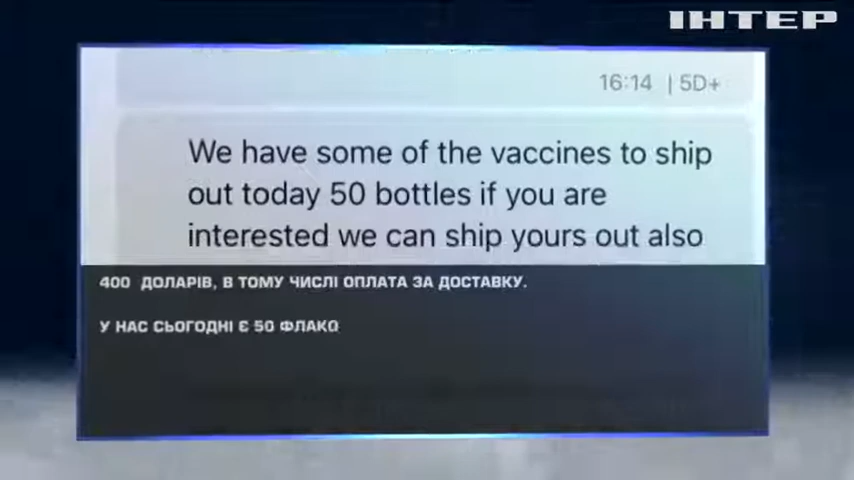 ІНТЕР
16:14 | 5D+
We have some of the vaccines to ship
out today 50 bottles if you are
interested we can ship yours out also
400 ДОЛАРІВ, В ТОМУ ЧИСЛІ ОПЛАТА ЗА ДОСТАВКУ.
У НАС СЬОГОДНІ Є 50 ФЛАКО